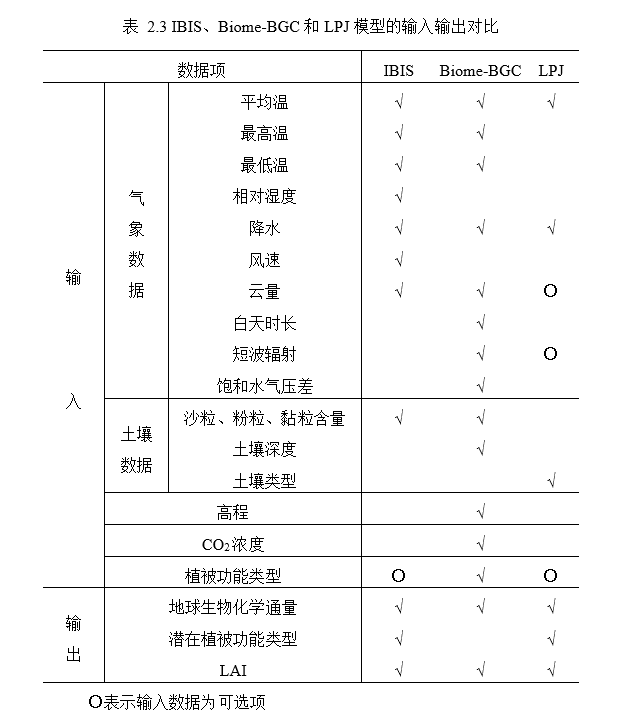 表 2.3 IBIS、Biome-BGC 和 LPJ 模型的输入输出对比
数据项 IBIS Biome-BGC LPJ
输入
气象数据
平均温 √ √ √
最高温 √ √
最低温 √ √
相对湿度 √
降水 √ √ √
风速 √
云量 √ √ O
白天时长 √
短波辐射 √ O
饱和水气压差 √
土壤数据
沙粒、粉粒、黏粒含量 √ √
土壤深度 √
土壤类型 √
高程 √
CO₂浓度 √
植被功能类型 O √ O
输出
地球生物化学通量 √ √ √
潜在植被功能类型 √ √
LAI √ √ √
O表示输入数据为可选项